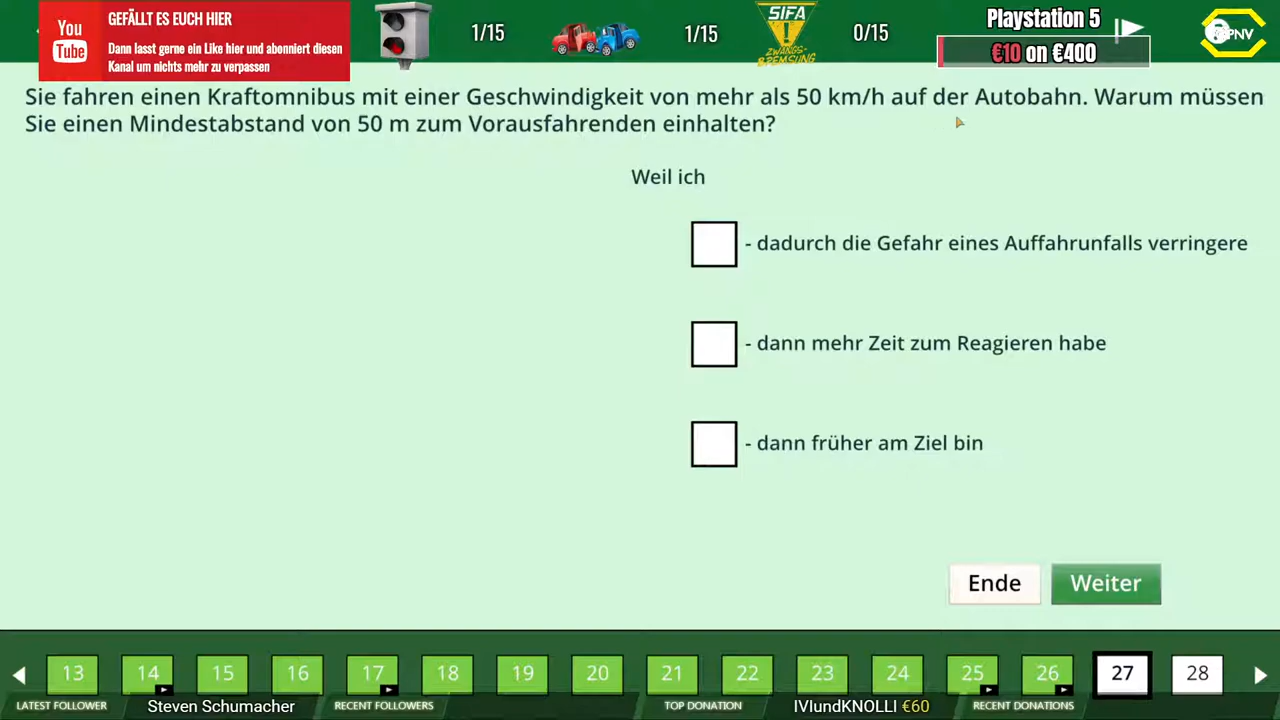 You
Tube
GEFÄLLT ES EUCH HIER
Dann lasst gerne ein Like hier und abonniert diesen
Kanal um nichts mehr zu verpassen
1/15
1/15
SIFA
ZWANGS-
BREMSUNG
0/15
Playstation 5
€10 on €400
PNV
Sie fahren einen Kraftomnibus mit einer Geschwindigkeit von mehr als 50 km/h auf der Autobahn. Warum müssen
Sie einen Mindestabstand von 50 m zum Vorausfahrenden einhalten?
Weil ich
- dadurch die Gefahr eines Auffahrunfalls verringere
- dann mehr Zeit zum Reagieren habe
- dann früher am Ziel bin
Ende Weiter
13 14 15 16 17 18 19 20 21 22 23 24 25 26 27 28
LATEST FOLLOWER Steven Schumacher RECENT FOLLOWERS TOP DONATION IVIundKNOLLI €60 RECENT DONATIONS